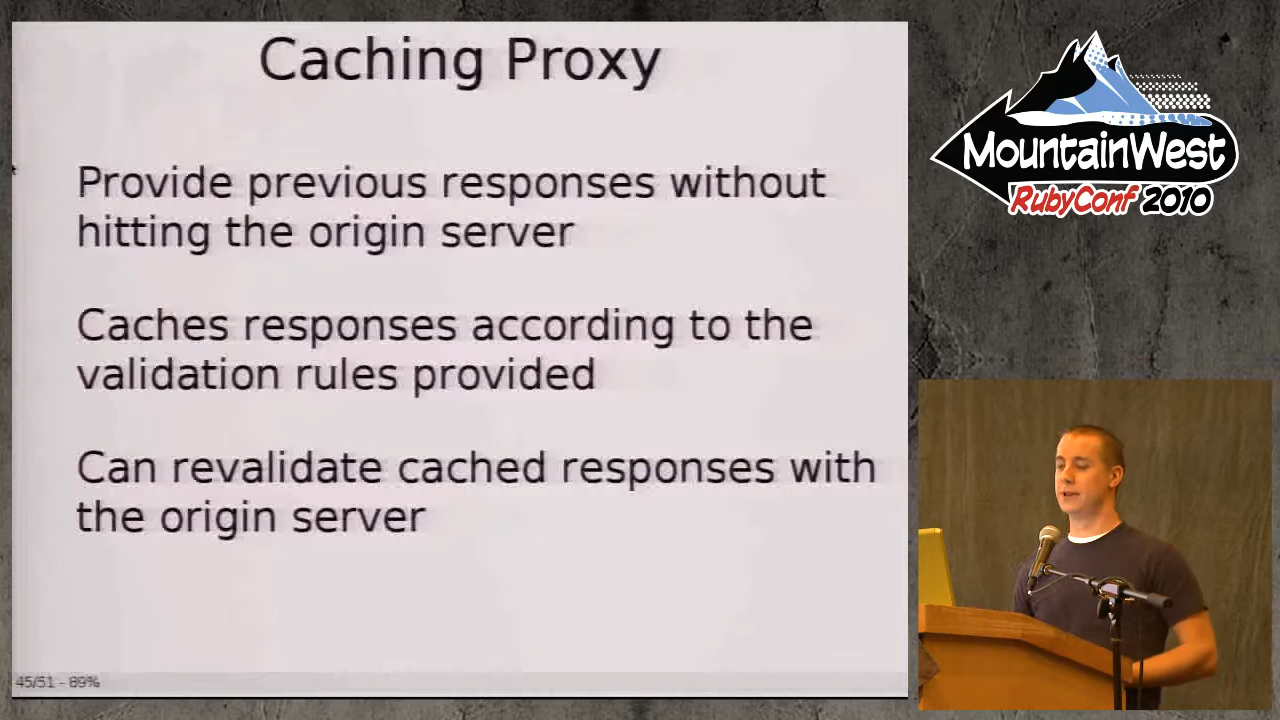 Caching Proxy
Provide previous responses without
hitting the origin server
Caches responses according to the
validation rules provided
Can revalidate cached responses with
the origin server
45/51 - 89%
MountainWest
RubyConf 2010